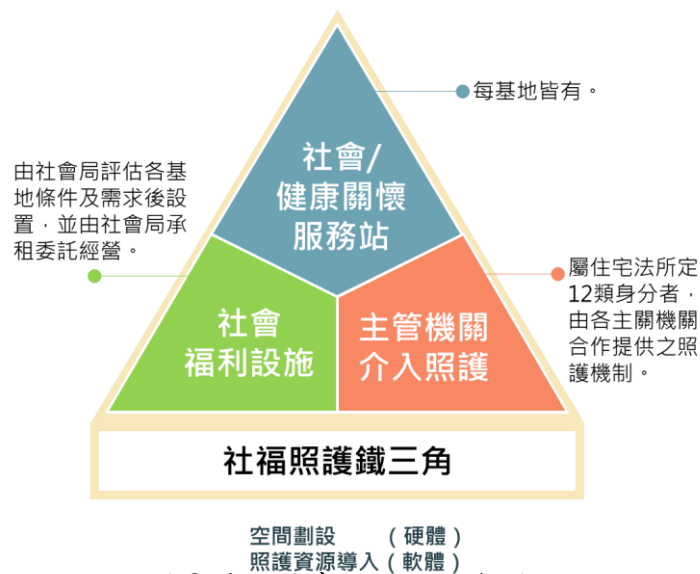 每基地皆有。
社會/
健康關懷
服務站
由社會局評估各基
地條件及需求後設
置，並由社會局承
租委託經營。
社會
福利設施
主管機關
介入照護
屬住宅法所定
12類身分者，
由各主關機關
合作提供之照
護機制。
社福照護鐵三角
空間劃設 （硬體）
照護資源導入（軟體）